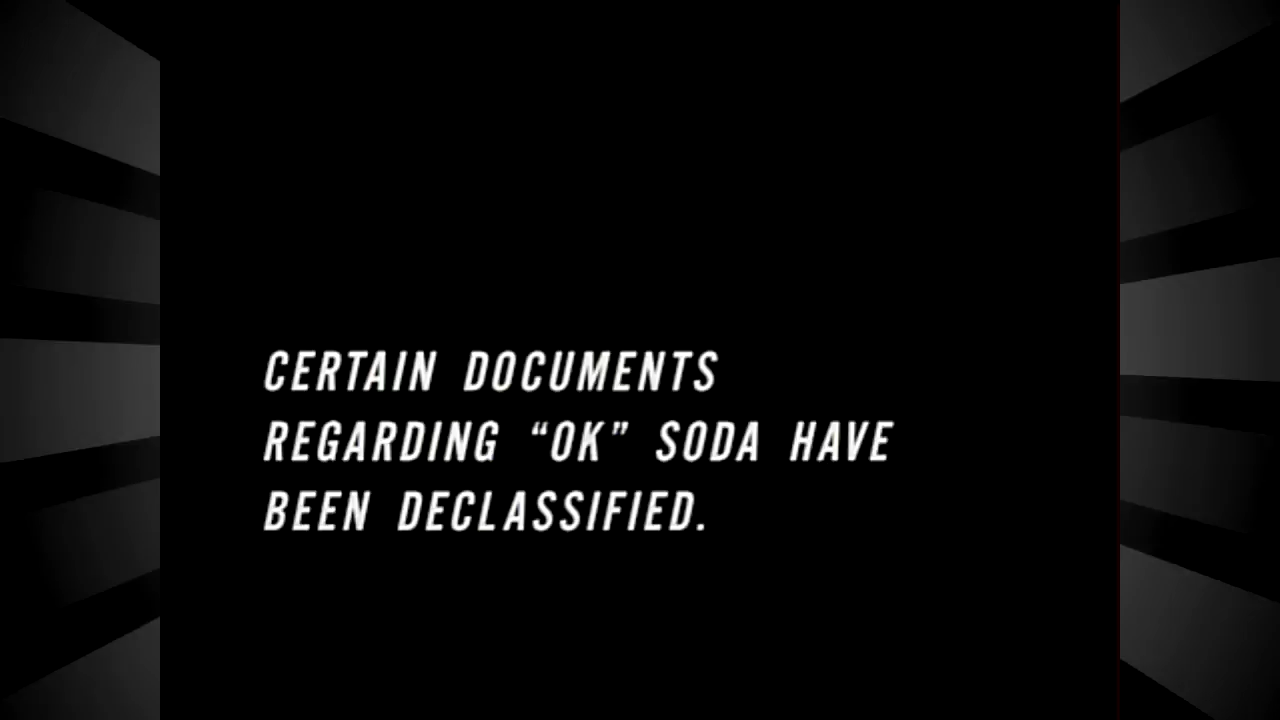 CERTAIN DOCUMENTS
REGARDING “OK” SODA HAVE
BEEN DECLASSIFIED.